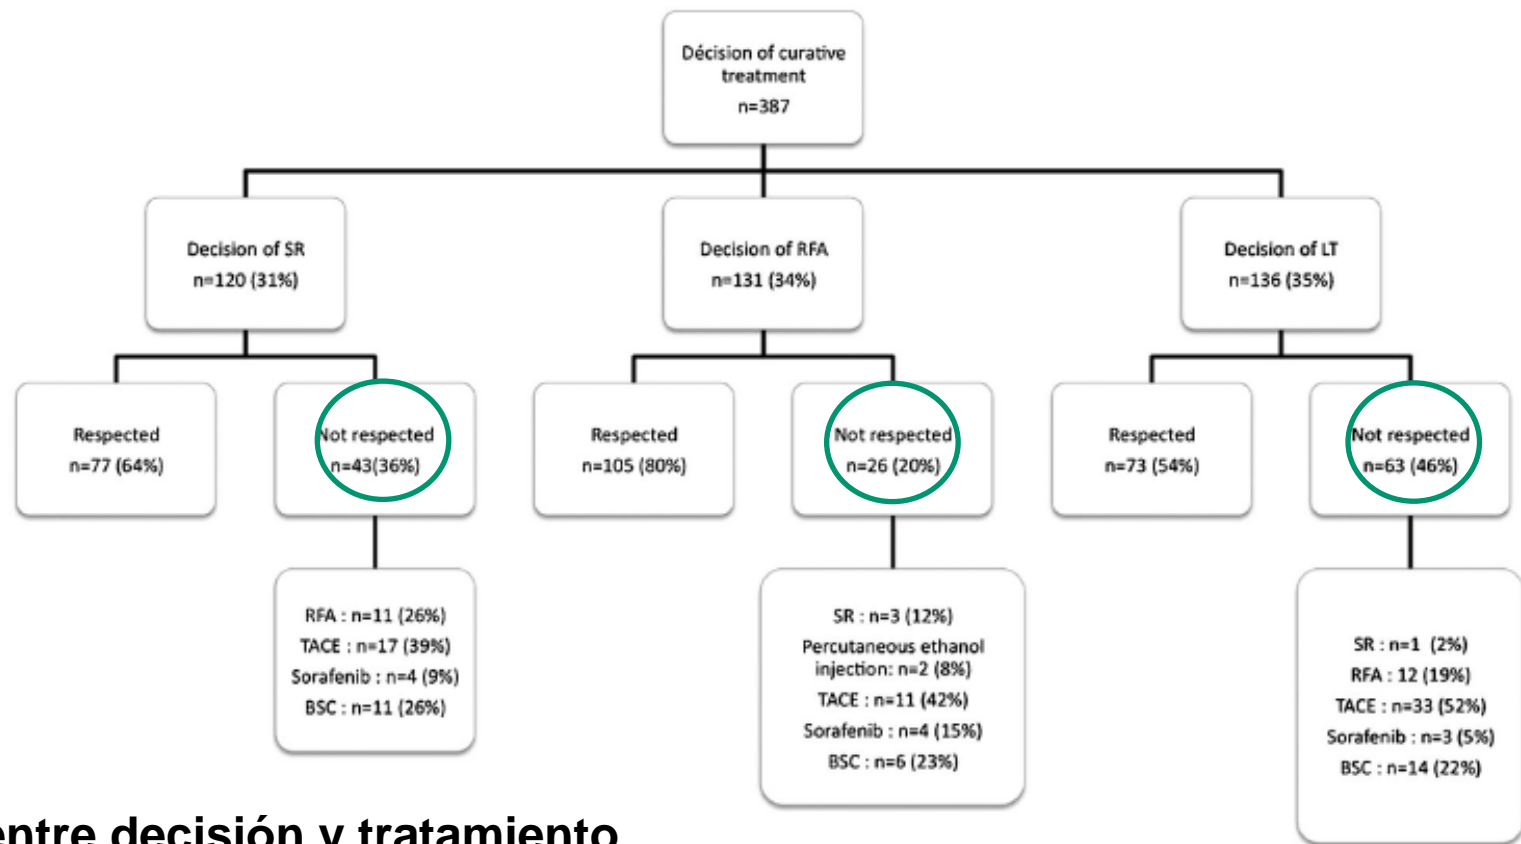 Décision of curative
treatment
n=387
Decision of SR
n=120 (31%)
Decision of RFA
n=131 (34%)
Decision of LT
n=136 (35%)
Respected
n=77 (64%)
Not respected
n=43(36%)
Respected
n=105 (80%)
Not respected
n=26 (20%)
Respected
n=73 (54%)
Not respected
n=63 (46%)
RFA : n=11 (26%)
TACE : n=17 (39%)
Sorafenib : n=4 (9%)
BSC : n=11 (26%)
SR : n=3 (12%)
Percutaneous ethanol
injection: n=2 (8%)
TACE : n=11 (42%)
Sorafenib : n=4 (15%)
BSC : n=6 (23%)
SR : n=1 (2%)
RFA : 12 (19%)
TACE : n=33 (52%)
Sorafenib : n=3 (5%)
BSC : n=14 (22%)
entre decisión y tratamiento